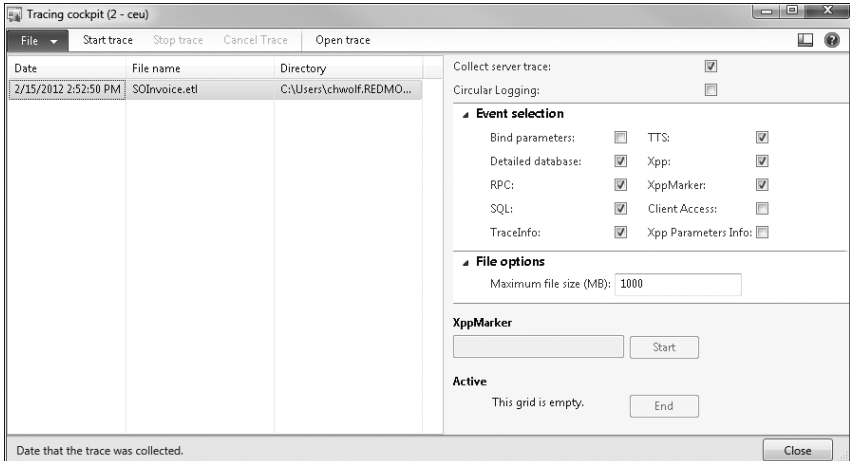 Tracing cockpit (2 - ceu)
File Start trace Stop trace Cancel Trace Open trace
Date File name Directory
2/15/2012 2:52:50 PM SOInvoice.etl C:\Users\chwolf.REDMO...
Collect server trace:
Circular Logging:
Event selection
Bind parameters: TTS:
Detailed database: Xpp:
RPC: XppMarker:
SQL: Client Access:
TraceInfo: Xpp Parameters Info:
File options
Maximum file size (MB): 1000
XppMarker
Start
Active
This grid is empty. End
Date that the trace was collected. Close